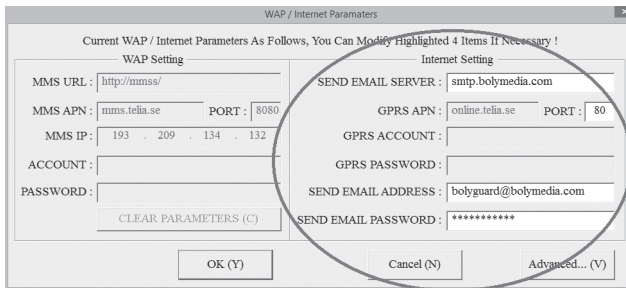 WAP / Internet Paramaters
Current WAP / Internet Parameters As Follows, You Can Modify Highlighted 4 Items If Necessary !
WAP Setting
MMS URL : http://mmss/
MMS APN : mms.telia.se PORT : 8080
MMS IP : 193 . 209 . 134 . 132
ACCOUNT :
PASSWORD :
CLEAR PARAMETERS (C)
Internet Setting
SEND EMAIL SERVER : smtp.bolymedia.com
GPRS APN : online.telia.se PORT : 80
GPRS ACCOUNT :
GPRS PASSWORD :
SEND EMAIL ADDRESS : bolyguard@bolymedia.com
SEND EMAIL PASSWORD : ***********
OK (Y) Cancel (N) Advanced... (V)